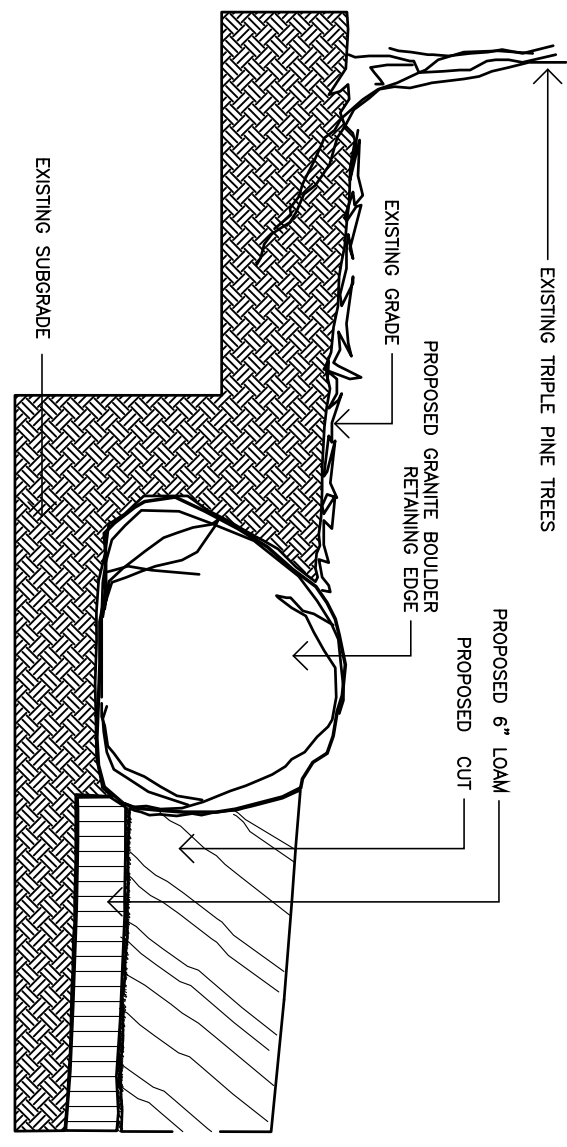 EXISTING TRIPLE PINE TREES
PROPOSED 6” LOAM
PROPOSED CUT
PROPOSED GRANITE BOULDER
RETAINING EDGE
EXISTING GRADE
EXISTING SUBGRADE